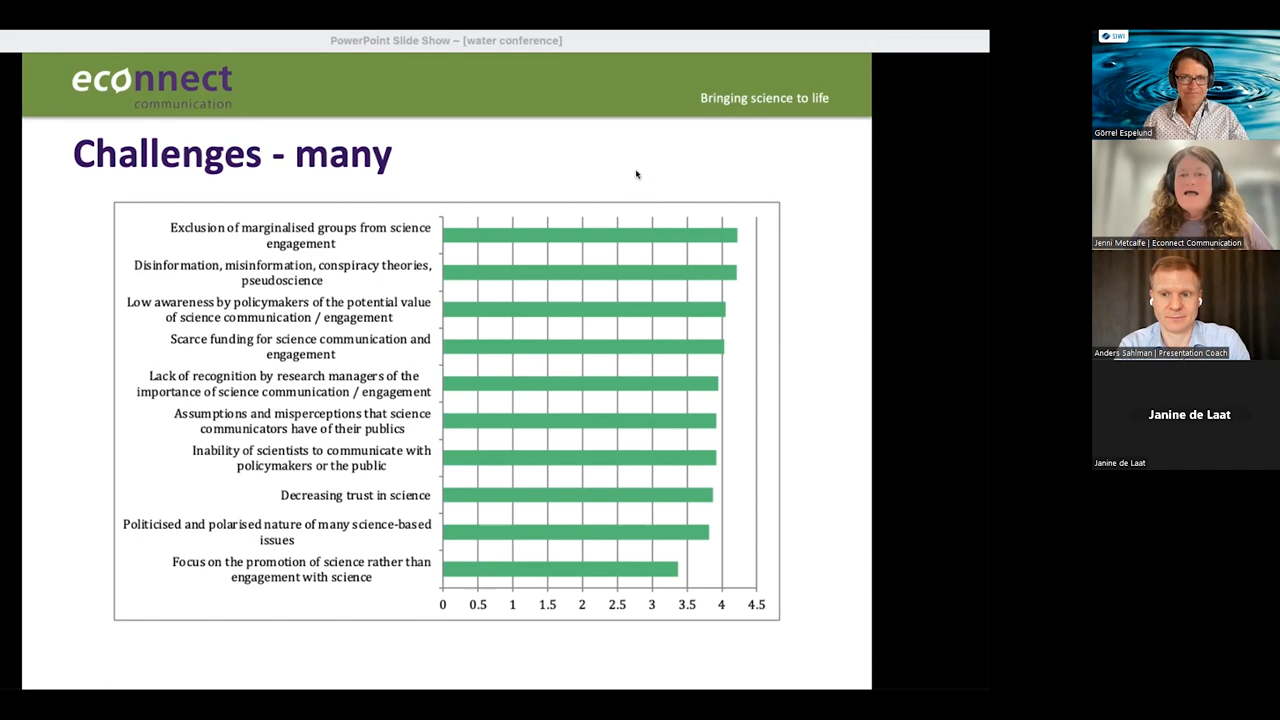 PowerPoint Slide Show – [water conference]
econnect
communication
Bringing science to life
Challenges - many
Exclusion of marginalised groups from science
engagement
Disinformation, misinformation, conspiracy theories,
pseudoscience
Low awareness by policymakers of the potential value
of science communication / engagement
Scarce funding for science communication and
engagement
Lack of recognition by research managers of the
importance of science communication / engagement
Assumptions and misperceptions that science
communicators have of their publics
Inability of scientists to communicate with
policymakers or the public
Decreasing trust in science
Politicised and polarised nature of many science-based
issues
Focus on the promotion of science rather than
engagement with science
0 0.5 1 1.5 2 2.5 3 3.5 4 4.5
SIWI
Görrel Espelund
Jenni Metcalfe | Econnect Communication
Anders Sahlman | Presentation Coach
Janine de Laat
Janine de Laat